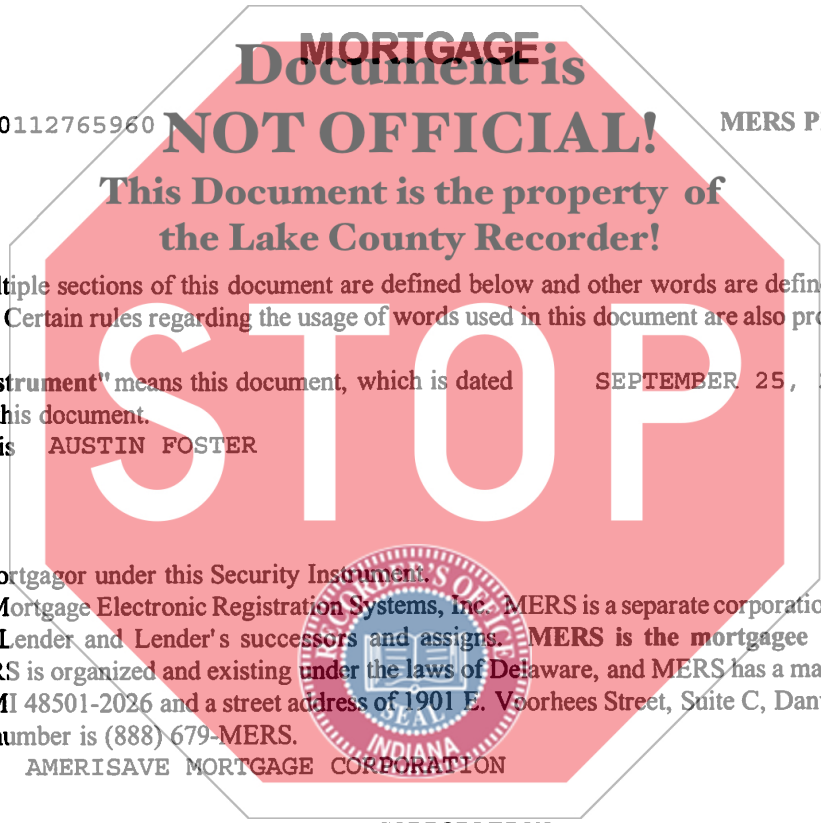 MORTGAGE
Document is
0112765960 NOT OFFICIAL! MERS P
This Document is the property of
the Lake County Recorder!
ltiple sections of this document are defined below and other words are defin
Certain rules regarding the usage of words used in this document are also pro
strument" means this document, which is dated SEPTEMBER 25,
his document.
is AUSTIN FOSTER
STOP
ortgagor under this Security Instrument.
Mortgage Electronic Registration Systems, Inc. MERS is a separate corporatio
Lender and Lender's successors and assigns. MERS is the mortgagee
RS is organized and existing under the laws of Delaware, and MERS has a ma
MI 48501-2026 and a street address of 1901 E. Voorhees Street, Suite C, Dan
number is (888) 679-MERS.
AMERISAVE MORTGAGE CORPORATION
RECORDER'S OFFICE
SEAL
INDIANA